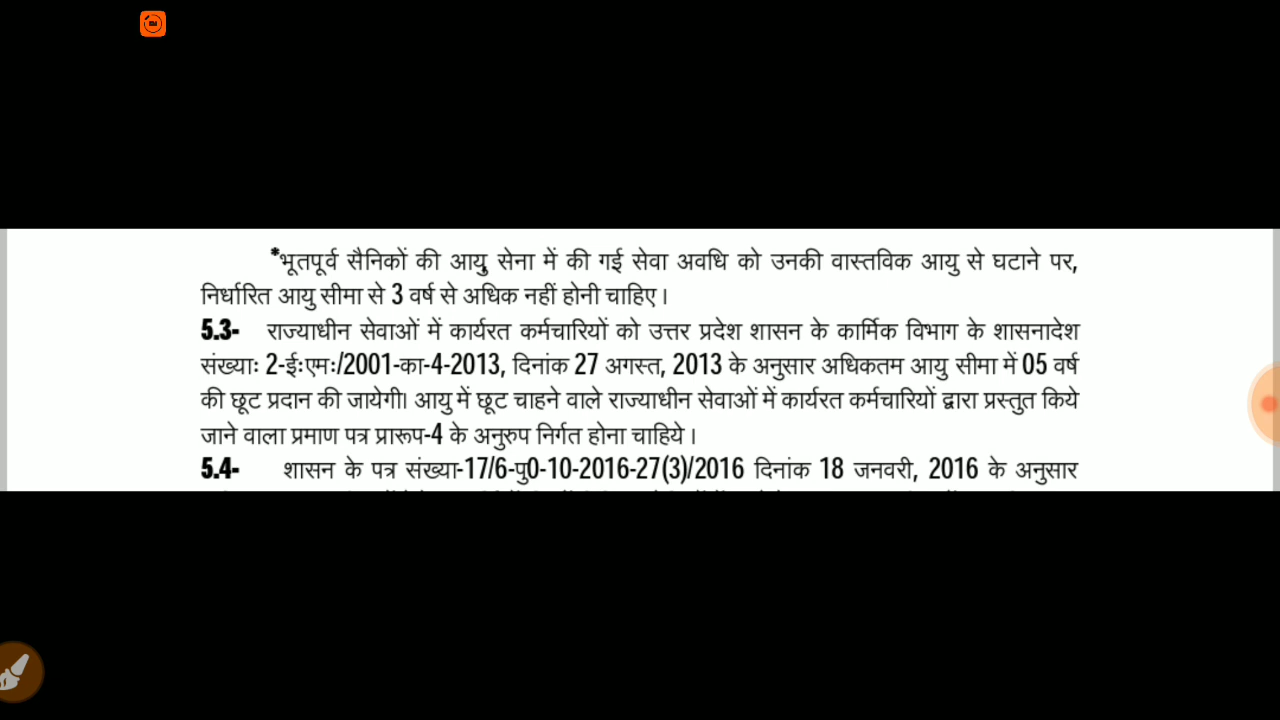 *भूतपूर्व सैनिकों की आयु, सेना में की गई सेवा अवधि को उनकी वास्तविक आयु से घटाने पर,
निर्धारित आयु सीमा से 3 वर्ष से अधिक नहीं होनी चाहिए।
5.3- राज्याधीन सेवाओं में कार्यरत कर्मचारियों को उत्तर प्रदेश शासन के कार्मिक विभाग के शासनादेश
संख्याः 2-ईःएमः/2001-का-4-2013, दिनांक 27 अगस्त, 2013 के अनुसार अधिकतम आयु सीमा में 05 वर्ष
की छूट प्रदान की जायेगी। आयु में छूट चाहने वाले राज्याधीन सेवाओं में कार्यरत कर्मचारियों द्वारा प्रस्तुत किये
जाने वाला प्रमाण पत्र प्रारूप-4 के अनुरुप निर्गत होना चाहिये।
5.4- शासन के पत्र संख्या-17/6-पु0-10-2016-27(3)/2016 दिनांक 18 जनवरी, 2016 के अनुसार